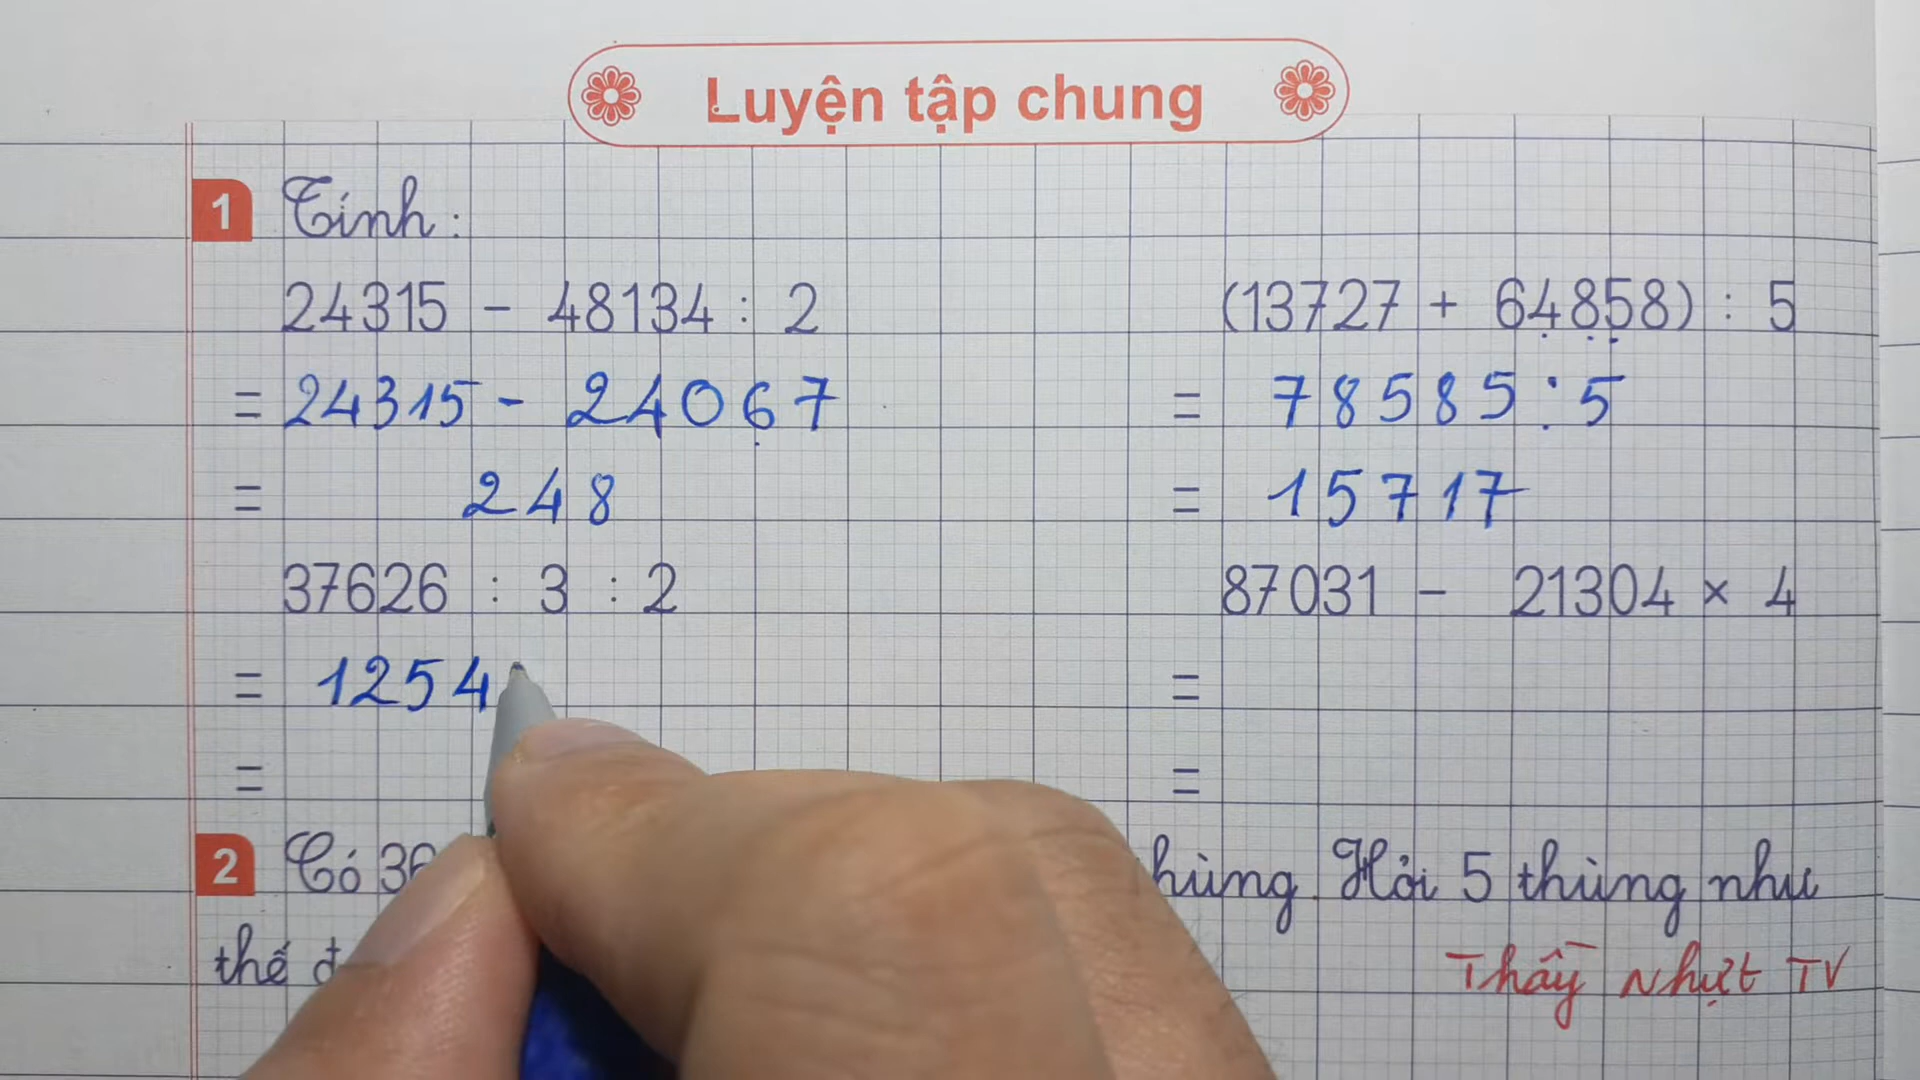 Luyện tập chung
1 Tính:
24315 - 48134 : 2
= 24315 - 24067
= 248
(13727 + 64858) : 5
= 78585 : 5
= 15717
37626 : 3 : 2
= 1254
=
87031 - 21304 × 4
=
=
2 Có 36 thùng. Hỏi 5 thùng như
thế
Thầy Nhựt TV